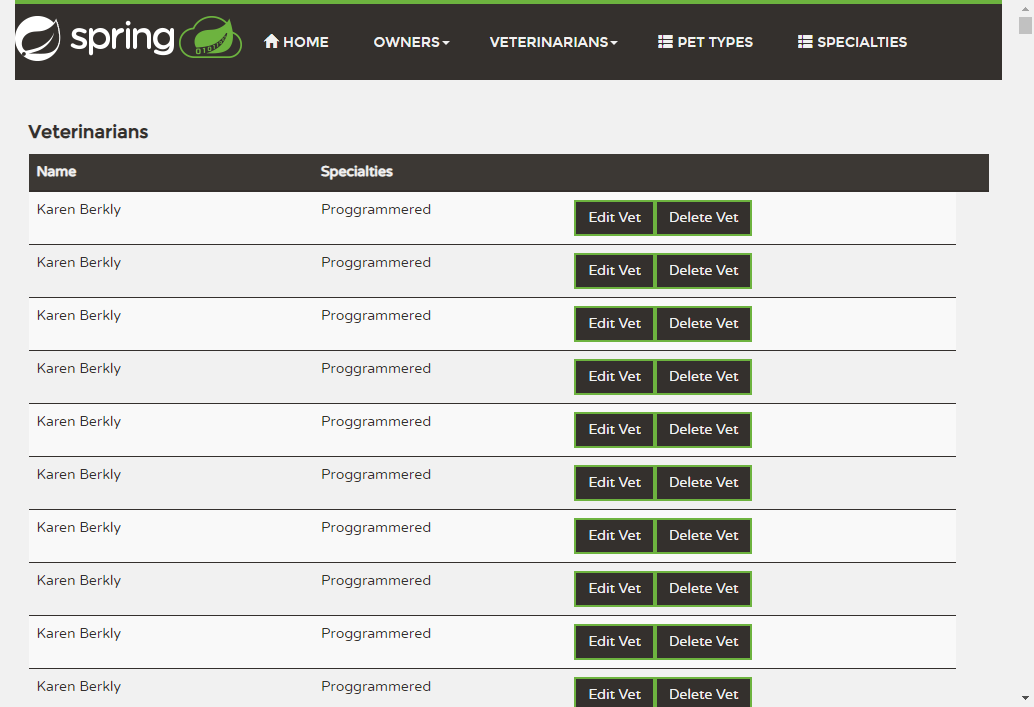 spring HOME OWNERS VETERINARIANS PET TYPES SPECIALTIES
Veterinarians
Name Specialties
Karen Berkly Proggrammered Edit Vet Delete Vet
Karen Berkly Proggrammered Edit Vet Delete Vet
Karen Berkly Proggrammered Edit Vet Delete Vet
Karen Berkly Proggrammered Edit Vet Delete Vet
Karen Berkly Proggrammered Edit Vet Delete Vet
Karen Berkly Proggrammered Edit Vet Delete Vet
Karen Berkly Proggrammered Edit Vet Delete Vet
Karen Berkly Proggrammered Edit Vet Delete Vet
Karen Berkly Proggrammered Edit Vet Delete Vet
Karen Berkly Proggrammered Edit Vet Delete Vet